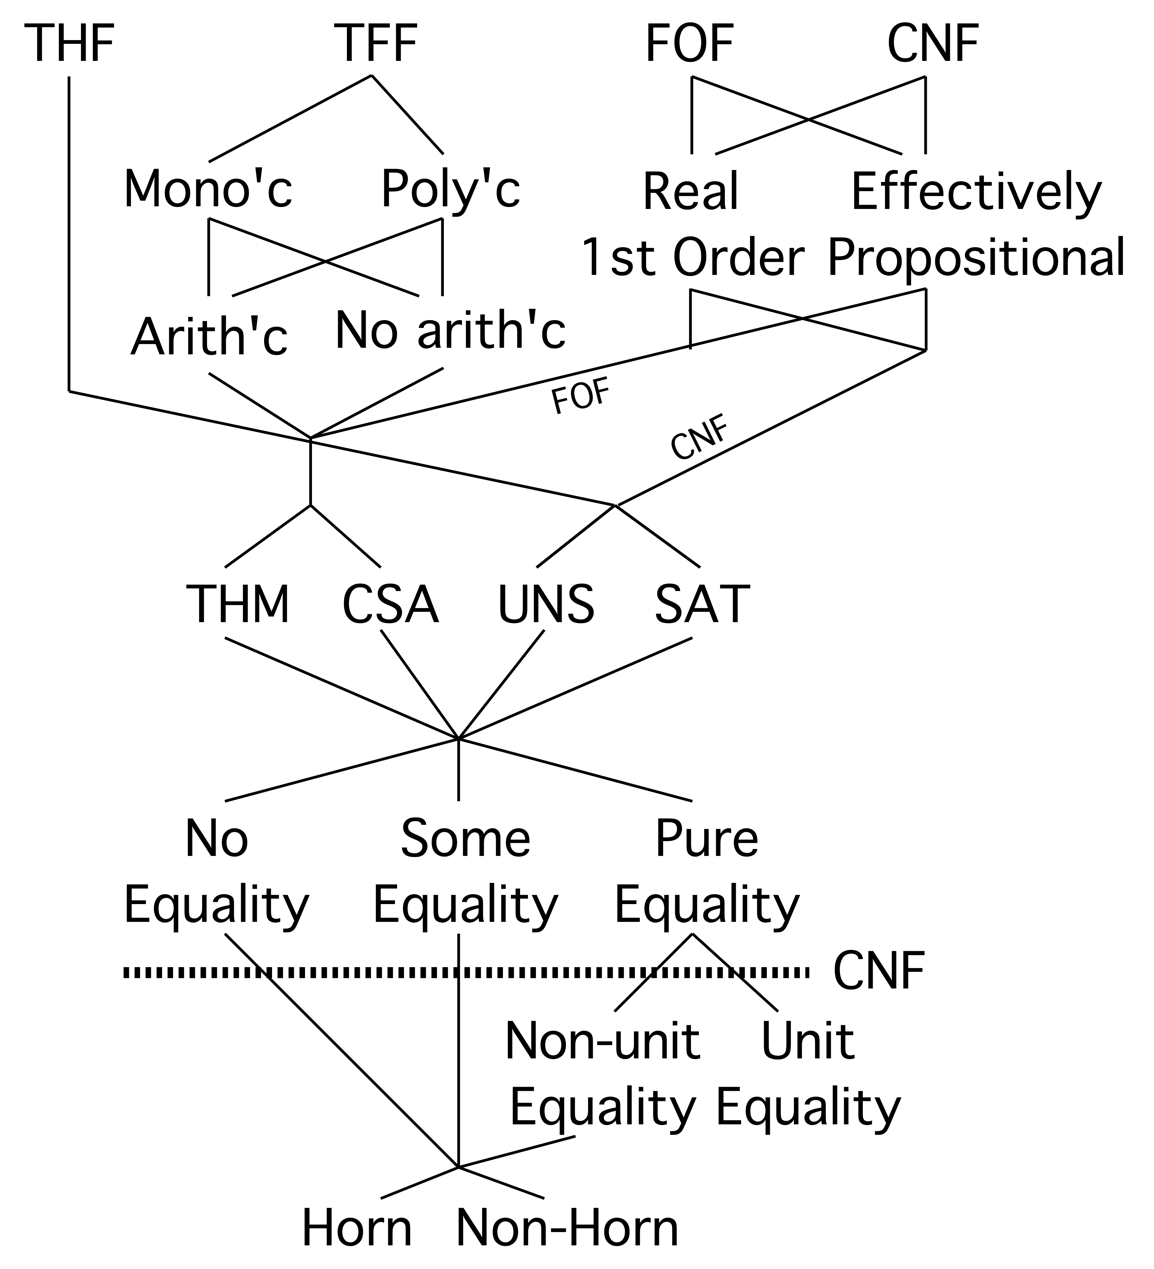 THF TFF FOF CNF
Mono'c Poly'c Real Effectively
1st Order Propositional
Arith'c No arith'c
FOF
CNF
THM CSA UNS SAT
No Some Pure
Equality Equality Equality
CNF
Non-unit Unit
Equality Equality
Horn Non-Horn